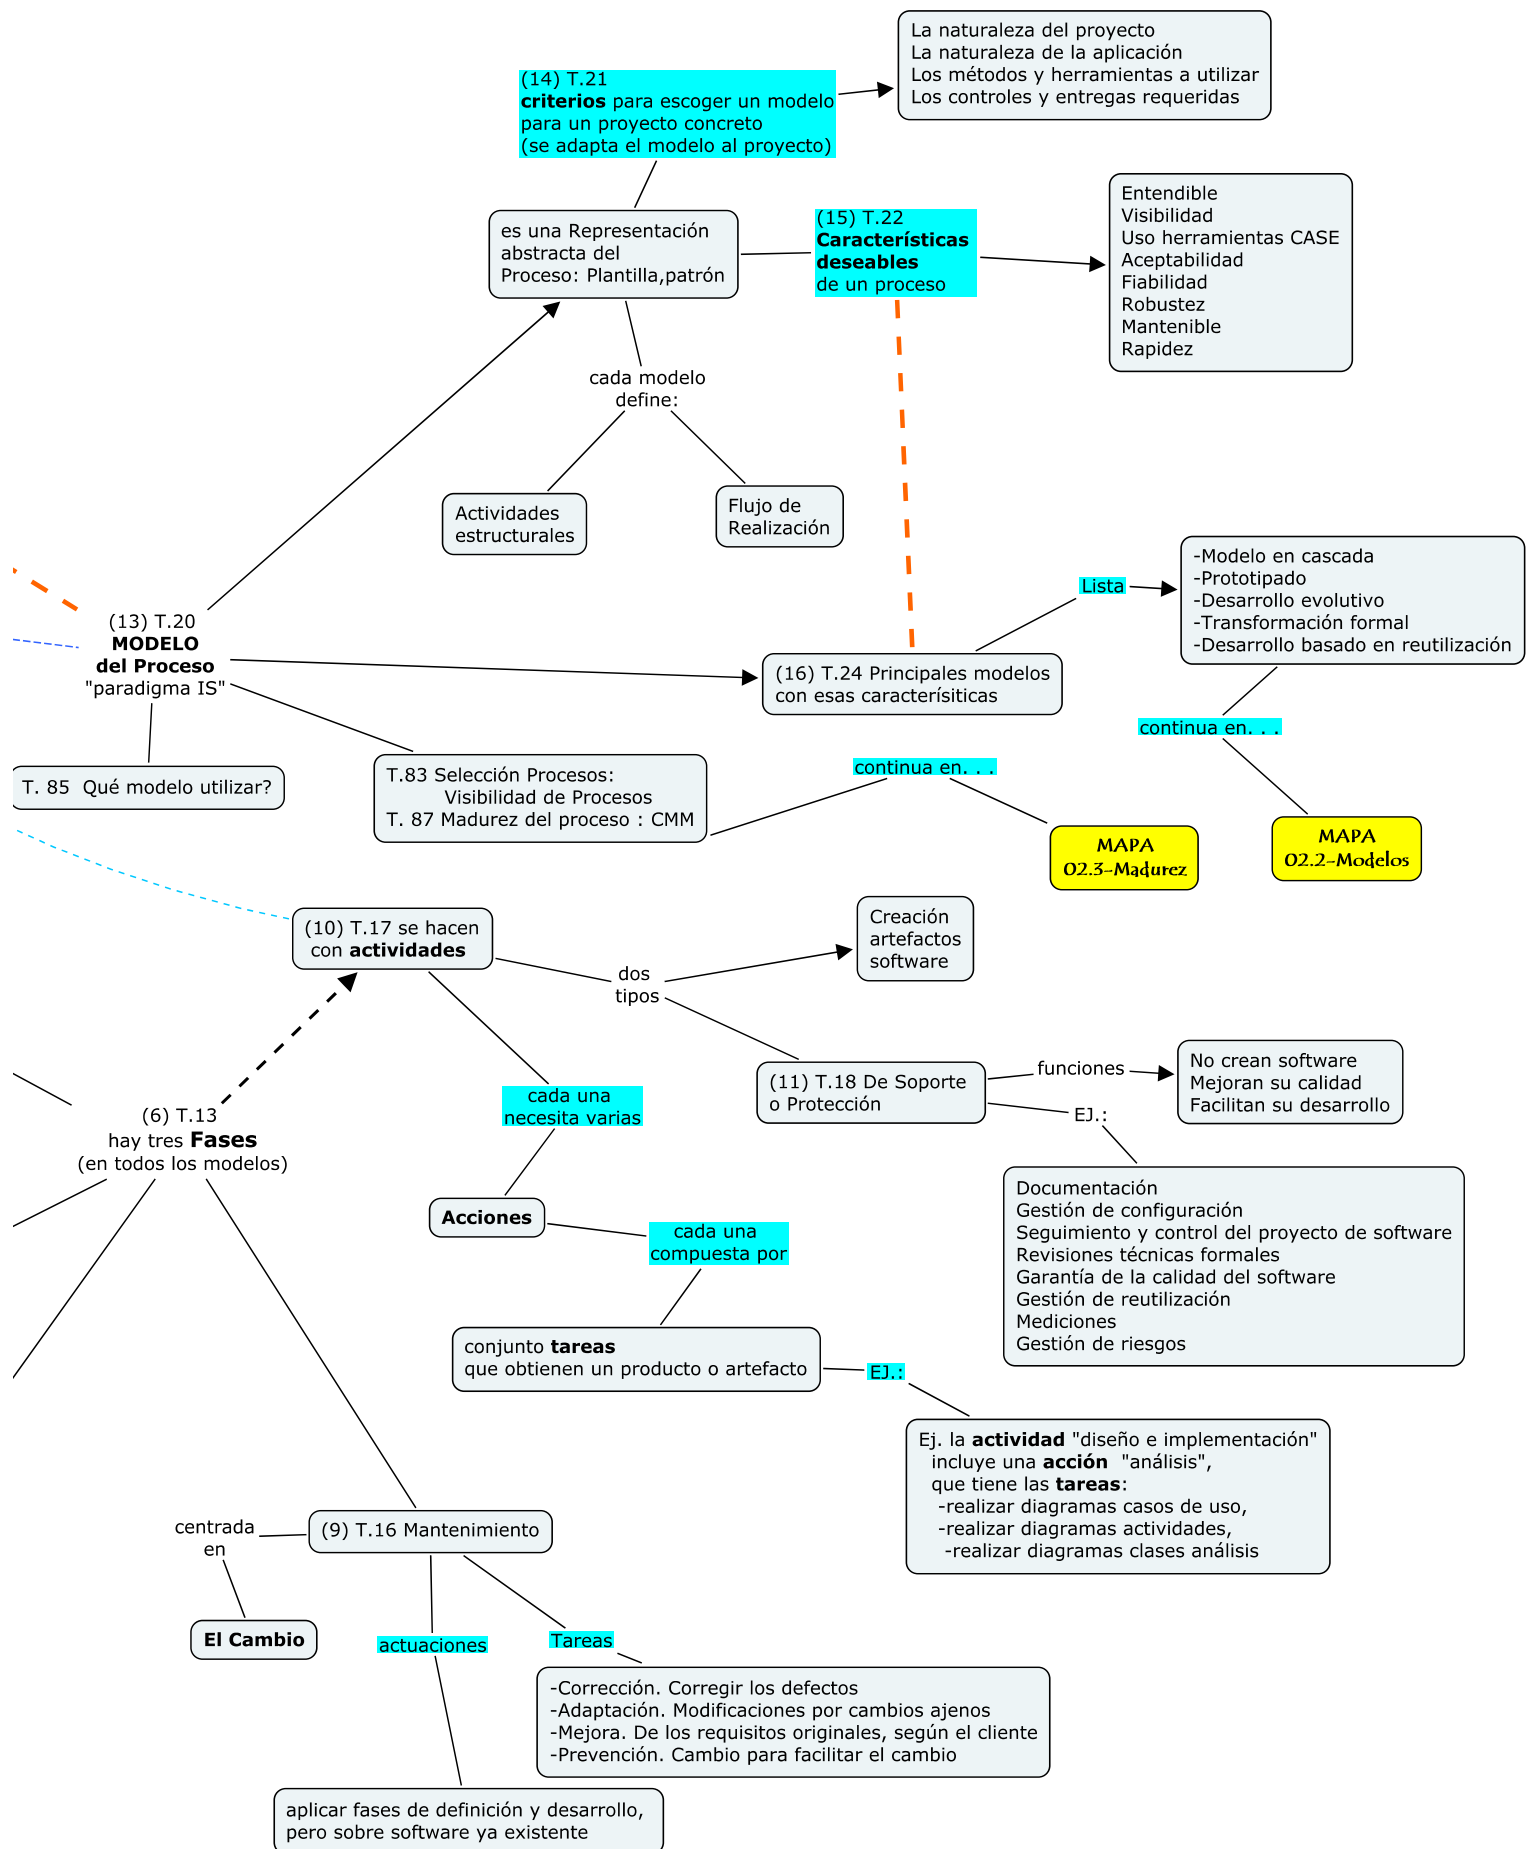 La naturaleza del proyecto
La naturaleza de la aplicación
Los métodos y herramientas a utilizar
Los controles y entregas requeridas
(14) T.21
criterios para escoger un modelo
para un proyecto concreto
(se adapta el modelo al proyecto)
es una Representación
abstracta del
Proceso: Plantilla,patrón
(15) T.22
Características
deseables
de un proceso
Entendible
Visibilidad
Uso herramientas CASE
Aceptabilidad
Fiabilidad
Robustez
Mantenible
Rapidez
cada modelo
define:
Actividades
estructurales
Flujo de
Realización
(13) T.20
MODELO
del Proceso
"paradigma IS"
(16) T.24 Principales modelos
con esas caracterísiticas
Lista
-Modelo en cascada
-Prototipado
-Desarrollo evolutivo
-Transformación formal
-Desarrollo basado en reutilización
continua en. . .
MAPA
02.2-Modelos
T. 85 Qué modelo utilizar?
T.83 Selección Procesos:
Visibilidad de Procesos
T. 87 Madurez del proceso : CMM
continua en. . .
MAPA
02.3-Madurez
(10) T.17 se hacen
con actividades
dos
tipos
Creación
artefactos
software
(11) T.18 De Soporte
o Protección
funciones
No crean software
Mejoran su calidad
Facilitan su desarrollo
EJ.:
Documentación
Gestión de configuración
Seguimiento y control del proyecto de software
Revisiones técnicas formales
Garantía de la calidad del software
Gestión de reutilización
Mediciones
Gestión de riesgos
(6) T.13
hay tres Fases
(en todos los modelos)
cada una
necesita varias
Acciones
cada una
compuesta por
conjunto tareas
que obtienen un producto o artefacto
EJ.:
Ej. la actividad "diseño e implementación"
incluye una acción "análisis",
que tiene las tareas:
-realizar diagramas casos de uso,
-realizar diagramas actividades,
-realizar diagramas clases análisis
(9) T.16 Mantenimiento
centrada
en
El Cambio
actuaciones
Tareas
-Corrección. Corregir los defectos
-Adaptación. Modificaciones por cambios ajenos
-Mejora. De los requisitos originales, según el cliente
-Prevención. Cambio para facilitar el cambio
aplicar fases de definición y desarrollo,
pero sobre software ya existente